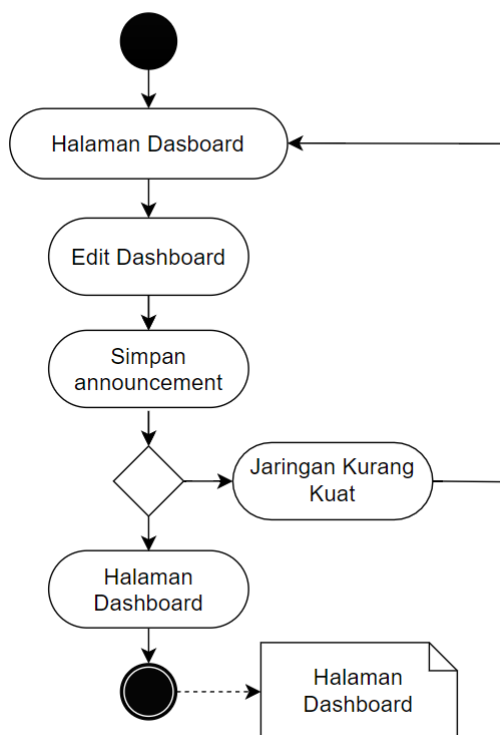 Halaman Dasboard
Edit Dashboard
Simpan
announcement
Jaringan Kurang
Kuat
Halaman
Dashboard
Halaman
Dashboard